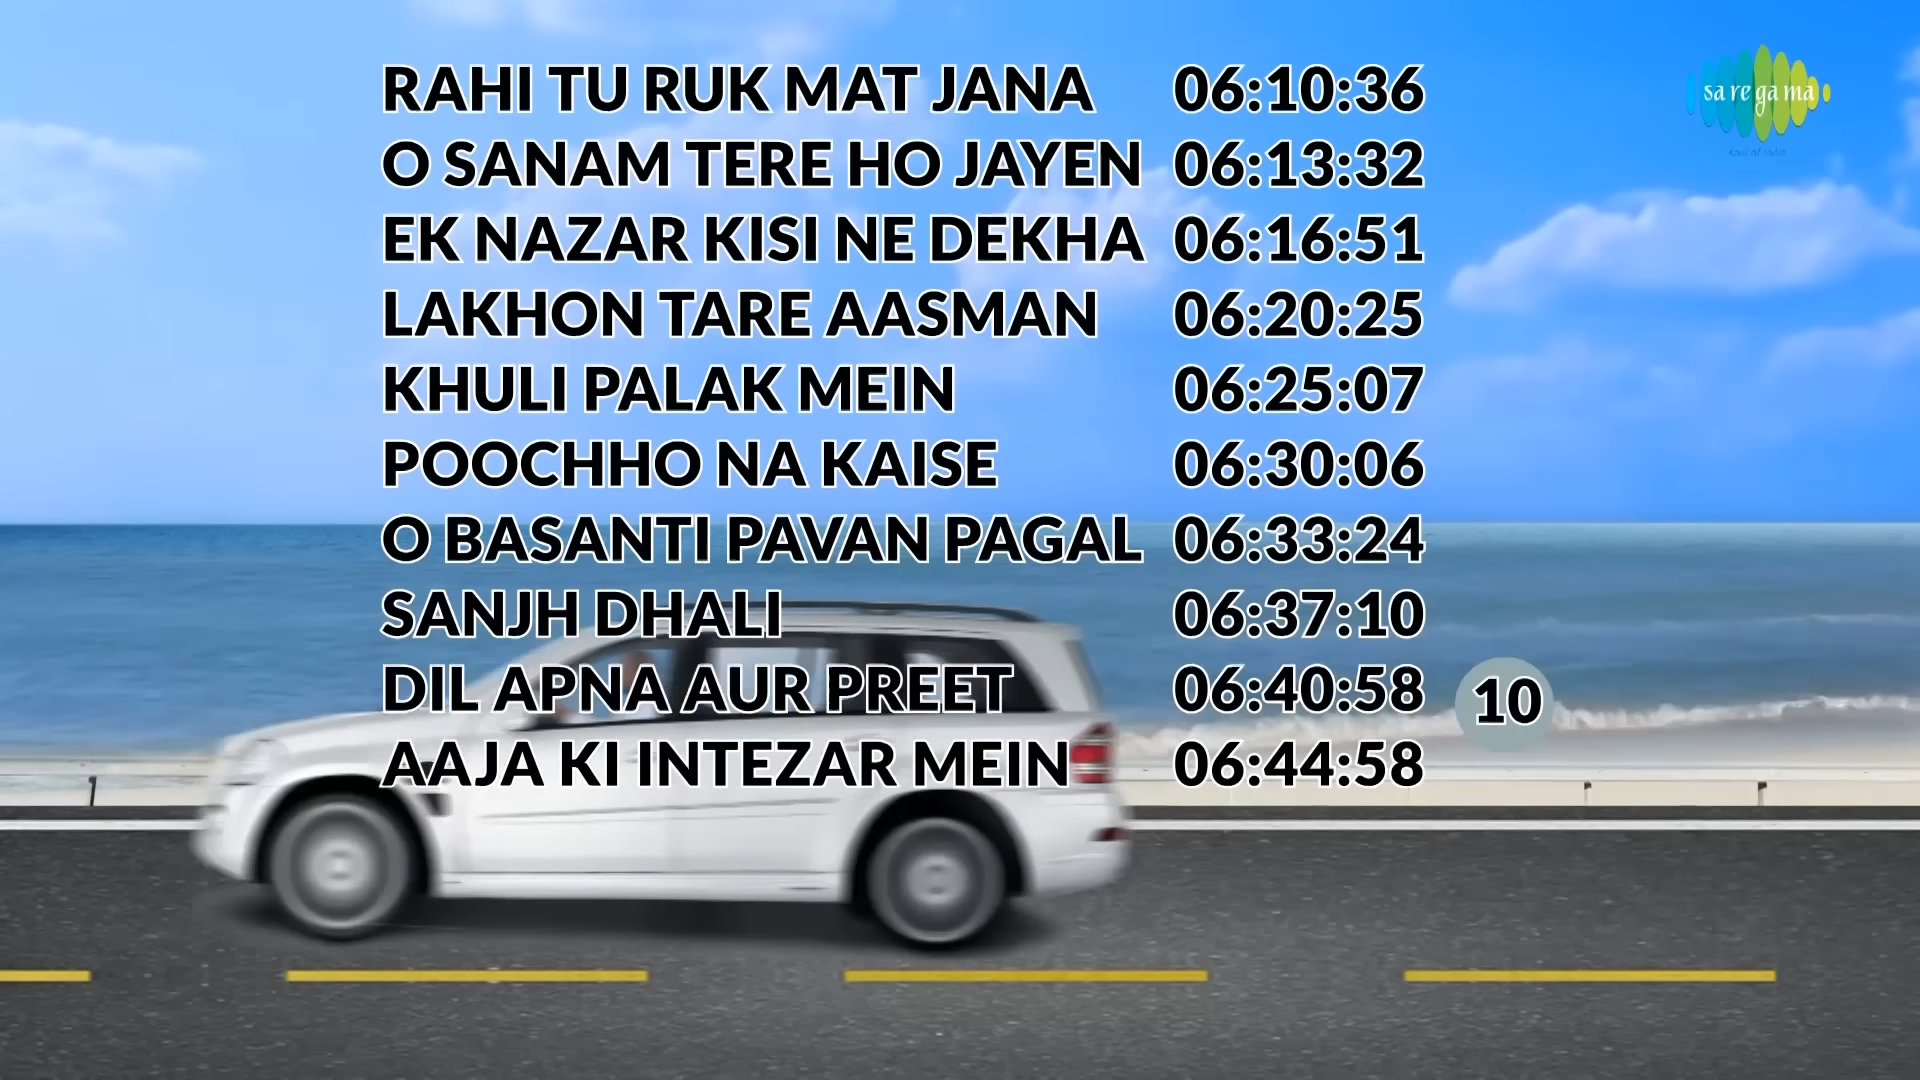 RAHI TU RUK MAT JANA 06:10:36
O SANAM TERE HO JAYEN 06:13:32
EK NAZAR KISI NE DEKHA 06:16:51
LAKHON TARE AASMAN 06:20:25
KHULI PALAK MEIN 06:25:07
POOCHHO NA KAISE 06:30:06
O BASANTI PAVAN PAGAL 06:33:24
SANJH DHALI 06:37:10
DIL APNA AUR PREET 06:40:58
AAJA KI INTEZAR MEIN 06:44:58
10
sa re ga ma
soul of india